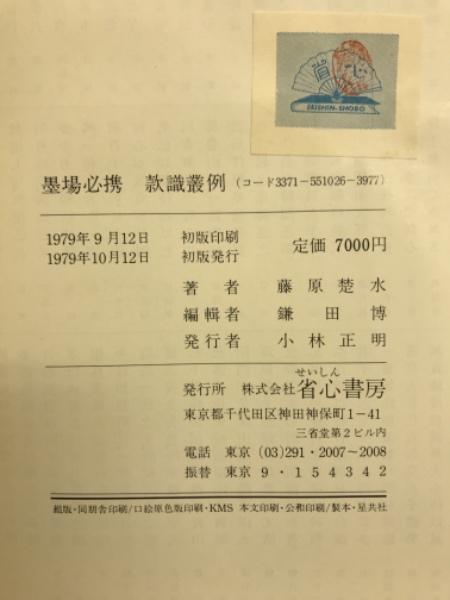 省心
SEISHIN-SHOBO
墨場必携　款識叢例（コード3371－551026－3977）
1979年9月12日　初版印刷
1979年10月12日　初版発行
定価 7000円
著者　藤原楚水
編輯者　鎌田博
発行者　小林正明
せいしん
発行所　株式会社省心書房
東京都千代田区神田神保町1－41
三省堂第2ビル内
電話　東京 (03)291・2007～2008
振替　東京 9・154342
組版・同朋舎印刷/口絵原色版印刷・KMS 本文印刷・公和印刷/製本・星共社